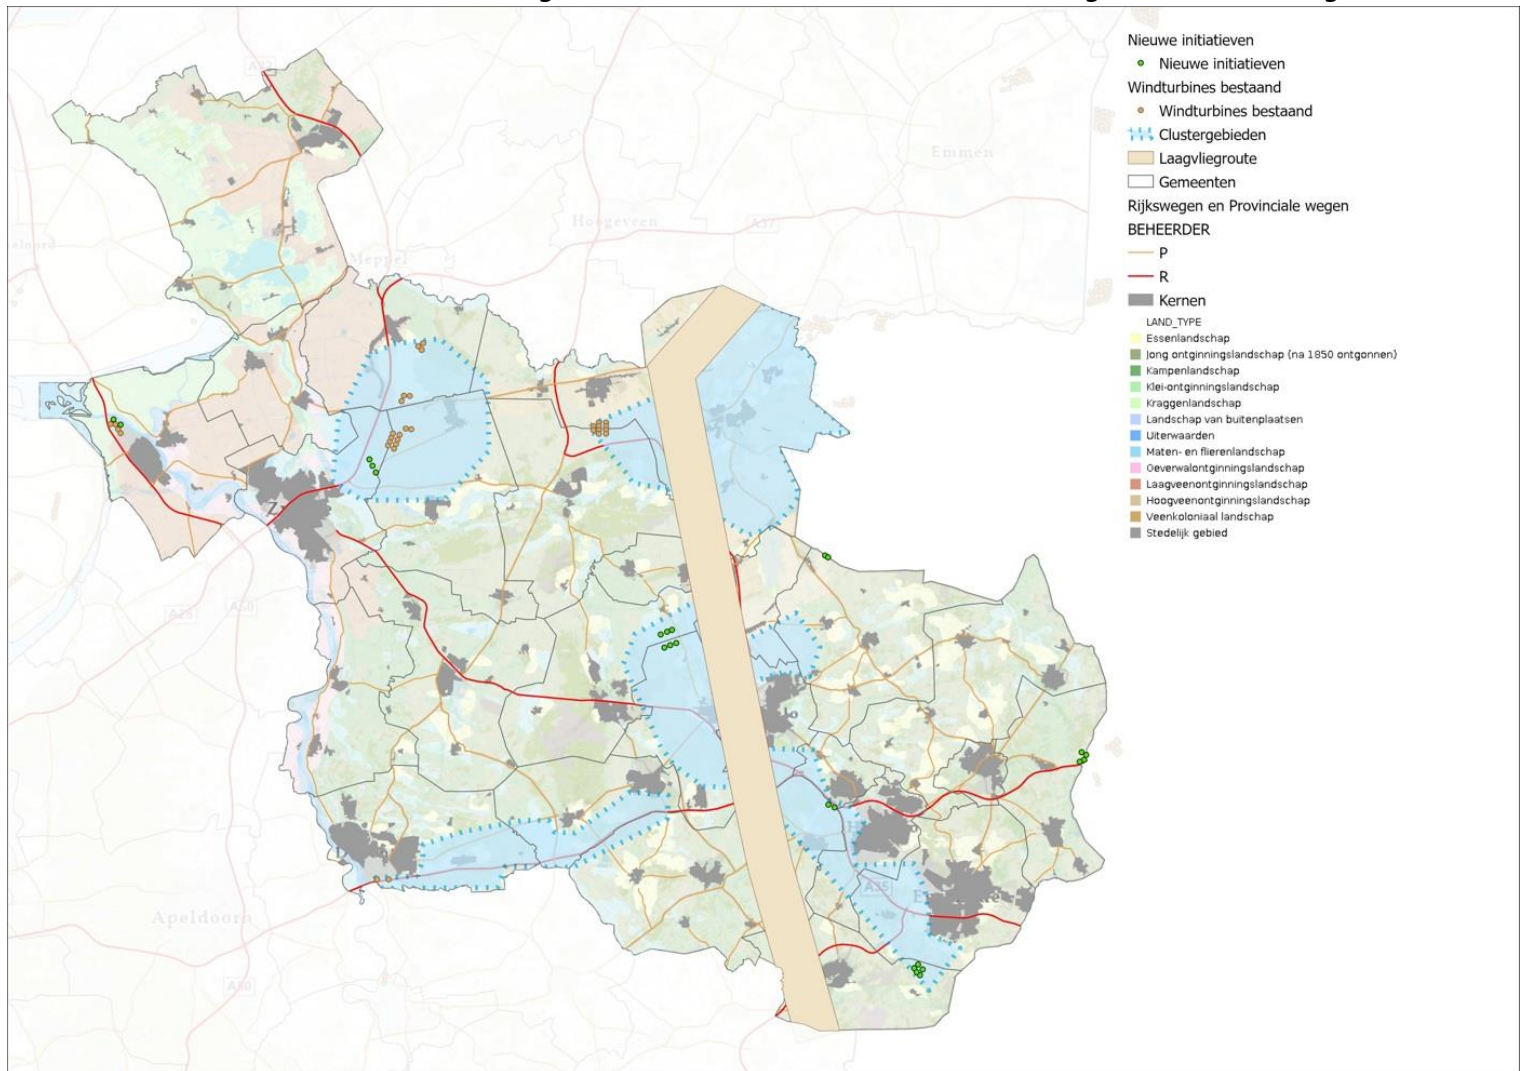 Nieuwe initiatieven
Nieuwe initiatieven
Windturbines bestaand
Windturbines bestaand
Clustergebieden
Laagvliegroute
Gemeenten
Rijkswegen en Provinciale wegen
BEHEERDER
P
R
Kernen
LAND_TYPE
Essenlandschap
Jong ontginningslandschap (na 1850 ontgonnen)
Kampenlandschap
Klei-ontginningslandschap
Kraggenlandschap
Landschap van buitenplaatsen
Uiterwaarden
Maten- en flierenlandschap
Oeverwalontginningslandschap
Laagveenontginningslandschap
Hoogveenontginningslandschap
Veenkoloniaal landschap
Stedelijk gebied
Emmen
Hoogeveen
A37
Meppel
Z
A28
A50
lo
A35
Apeldoorn
A50